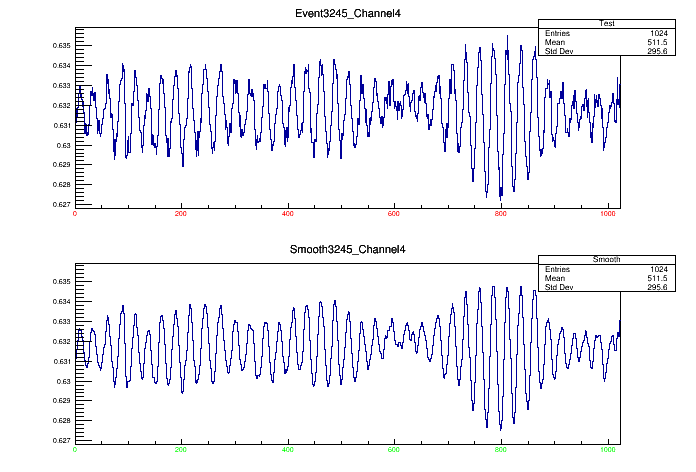 Event3245_Channel4
Test
Entries 1024
Mean 511.5
Std Dev 295.6
0.635
0.634
0.633
0.632
0.631
0.63
0.629
0.628
0.627
0 200 400 600 800 1000
Smooth3245_Channel4
Smooth
Entries 1024
Mean 511.5
Std Dev 295.6
0.635
0.634
0.633
0.632
0.631
0.63
0.629
0.628
0.627
0 200 400 600 800 1000